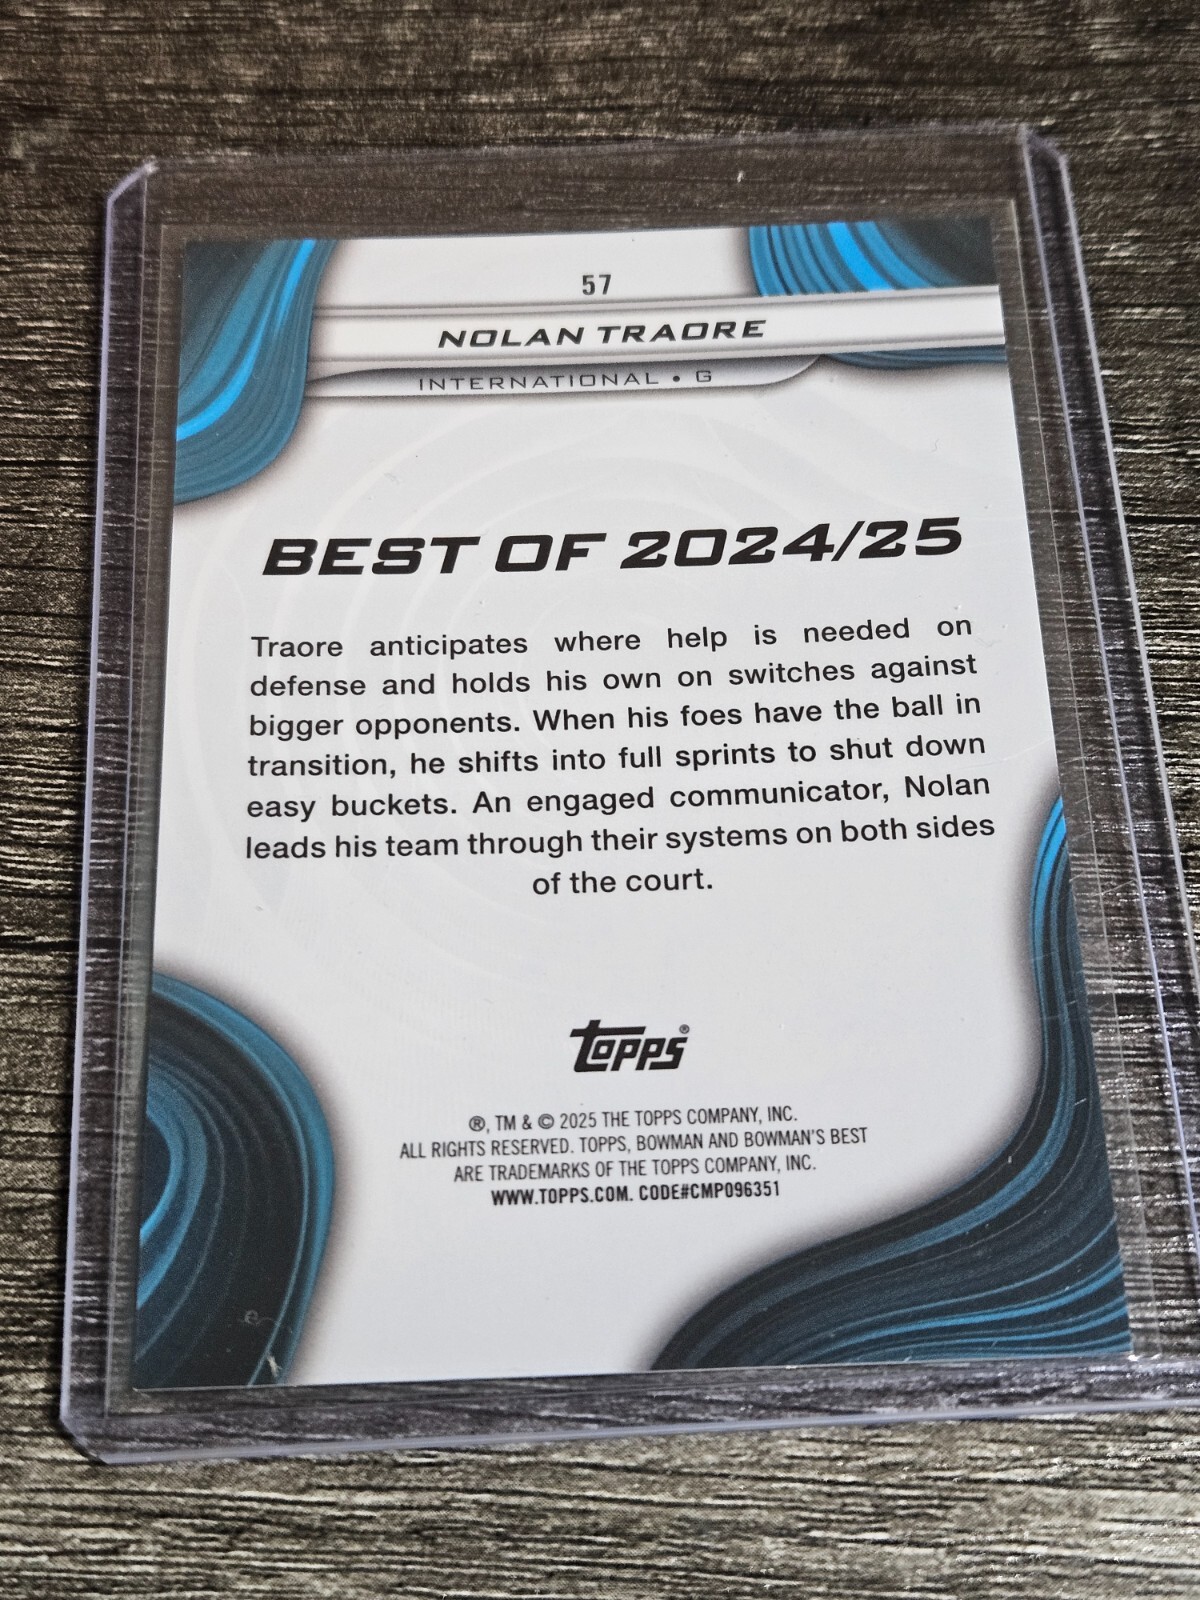 57
NOLAN TRAORE
INTERNATIONAL • G
BEST OF 2024/25
Traore anticipates where help is needed on
defense and holds his own on switches against
bigger opponents. When his foes have the ball in
transition, he shifts into full sprints to shut down
easy buckets. An engaged communicator, Nolan
leads his team through their systems on both sides
of the court.
topps®
®, TM & © 2025 THE TOPPS COMPANY, INC.
ALL RIGHTS RESERVED. TOPPS, BOWMAN AND BOWMAN'S BEST
ARE TRADEMARKS OF THE TOPPS COMPANY, INC.
WWW.TOPPS.COM. CODE#CMP096351